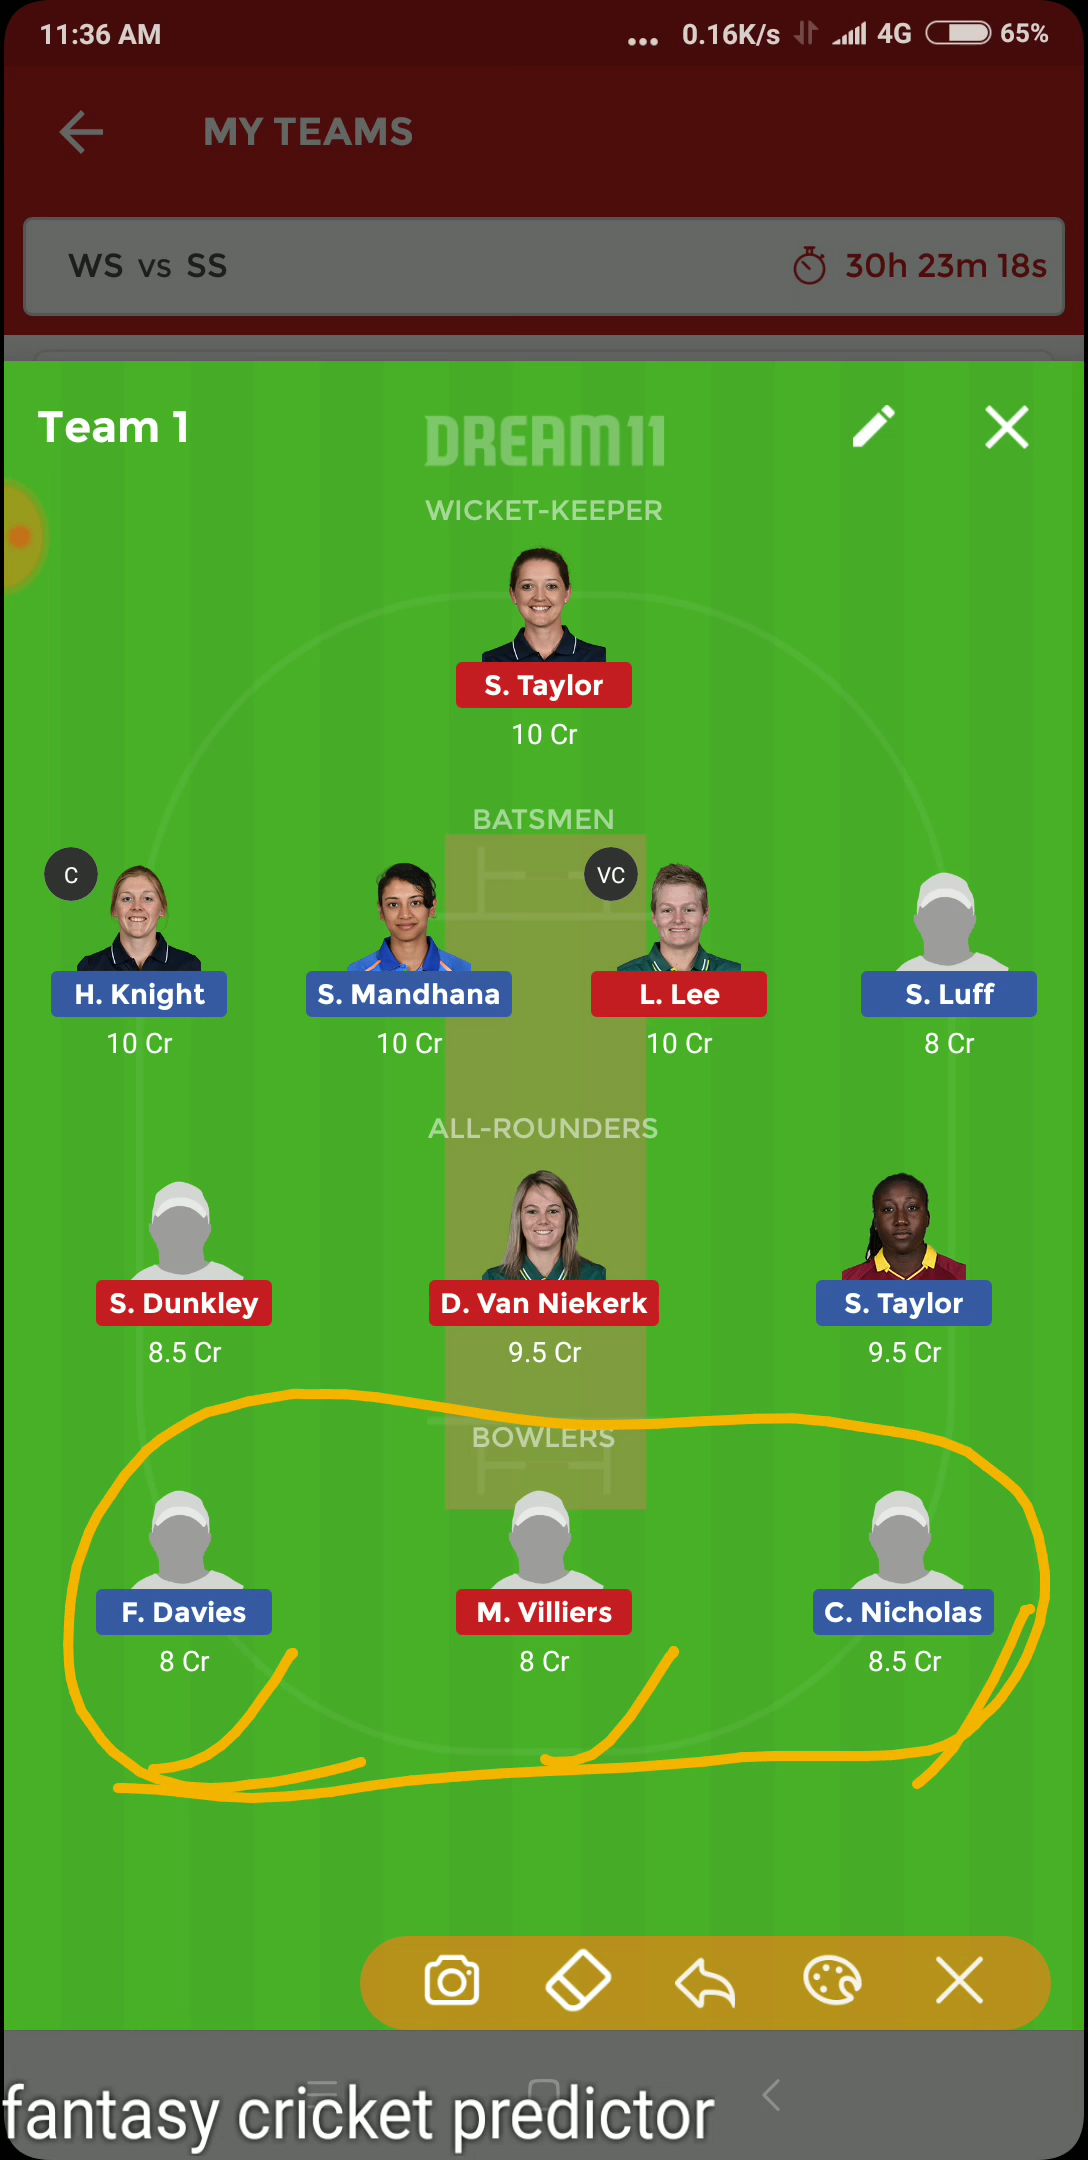 11:36 AM ... 0.16K/s 4G 65%
MY TEAMS
WS vs SS 30h 23m 18s
Team 1 DREAM11
WICKET-KEEPER
S. Taylor
10 Cr
BATSMEN
C VC
H. Knight S. Mandhana L. Lee S. Luff
10 Cr 10 Cr 10 Cr 8 Cr
ALL-ROUNDERS
S. Dunkley D. Van Niekerk S. Taylor
8.5 Cr 9.5 Cr 9.5 Cr
BOWLERS
F. Davies M. Villiers C. Nicholas
8 Cr 8 Cr 8.5 Cr
fantasy cricket predictor